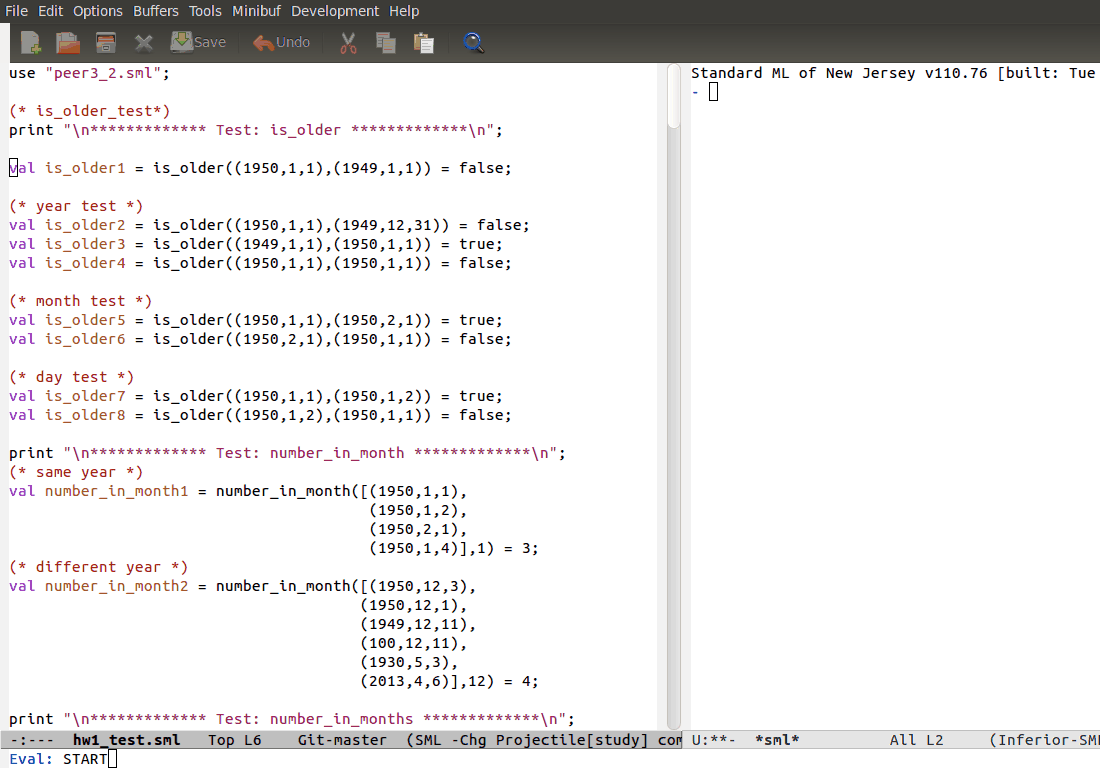 File Edit Options Buffers Tools Minibuf Development Help
Save Undo
use "peer3_2.sml";
(* is_older_test*)
print "\n************* Test: is_older *************\n";
val is_older1 = is_older((1950,1,1),(1949,1,1)) = false;
(* year test *)
val is_older2 = is_older((1950,1,1),(1949,12,31)) = false;
val is_older3 = is_older((1949,1,1),(1950,1,1)) = true;
val is_older4 = is_older((1950,1,1),(1950,1,1)) = false;
(* month test *)
val is_older5 = is_older((1950,1,1),(1950,2,1)) = true;
val is_older6 = is_older((1950,2,1),(1950,1,1)) = false;
(* day test *)
val is_older7 = is_older((1950,1,1),(1950,1,2)) = true;
val is_older8 = is_older((1950,1,2),(1950,1,1)) = false;
print "\n************* Test: number_in_month *************\n";
(* same year *)
val number_in_month1 = number_in_month([(1950,1,1),
(1950,1,2),
(1950,2,1),
(1950,1,4)],1) = 3;
(* different year *)
val number_in_month2 = number_in_month([(1950,12,3),
(1950,12,1),
(1949,12,11),
(100,12,11),
(1930,5,3),
(2013,4,6)],12) = 4;
print "\n************* Test: number_in_months *************\n";
-:--- hw1_test.sml Top L6 Git-master (SML -Chg Projectile[study] com
Standard ML of New Jersey v110.76 [built: Tue
-
U:**- *sml* All L2 (Inferior-SML
Eval: START